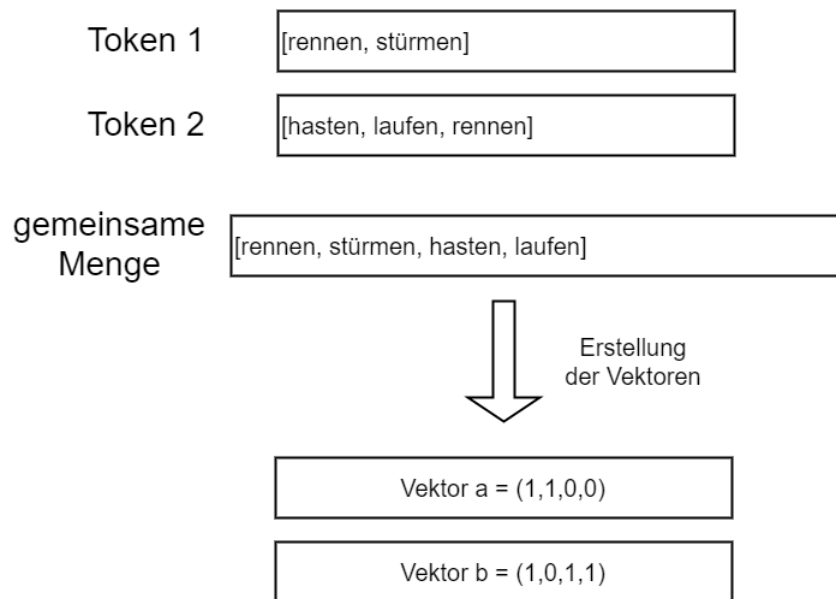 Token 1
[rennen, stürmen]
Token 2
[hasten, laufen, rennen]
gemeinsame
Menge
[rennen, stürmen, hasten, laufen]
Erstellung
der Vektoren
Vektor a = (1,1,0,0)
Vektor b = (1,0,1,1)